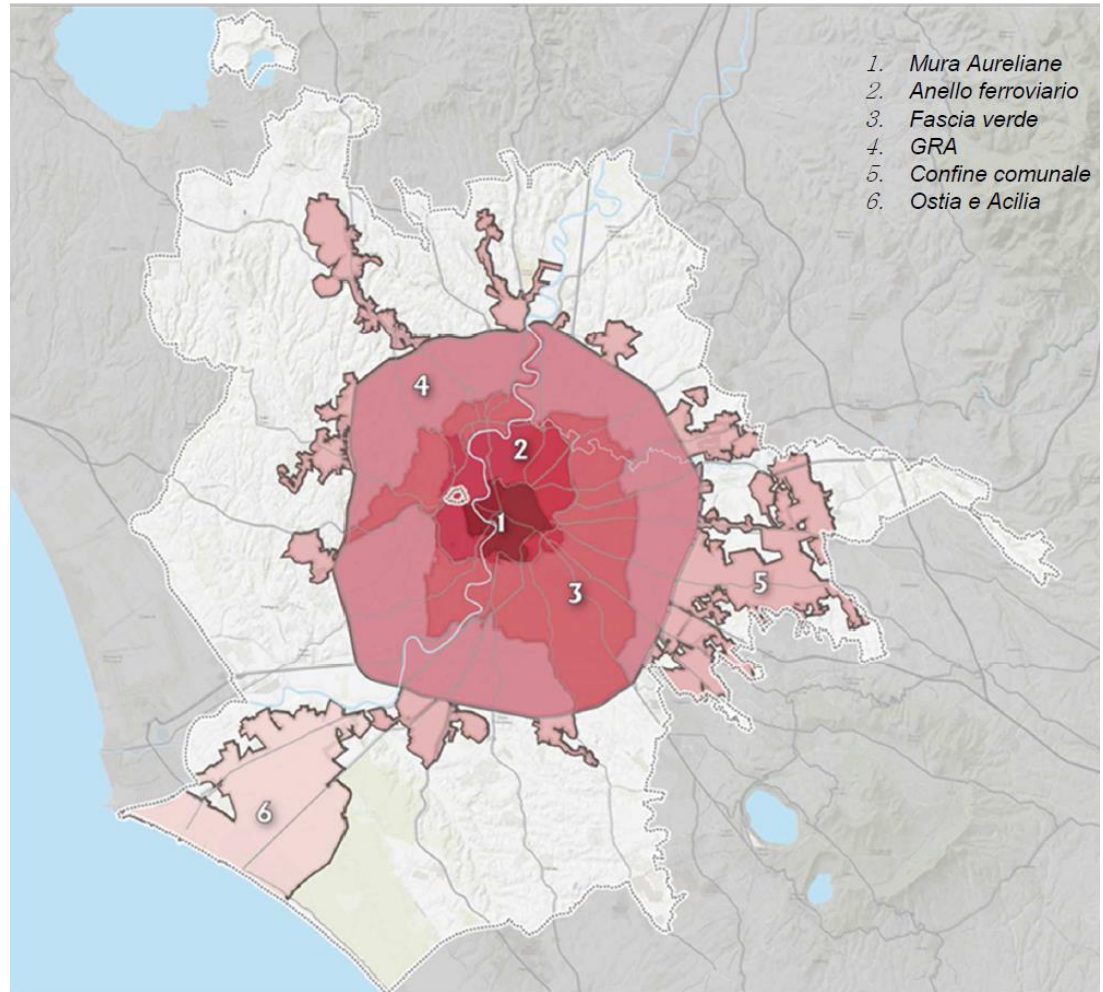 1. Mura Aureliane
2. Anello ferroviario
3. Fascia verde
4. GRA
5. Confine comunale
6. Ostia e Acilia
4
2
1
3
5
6